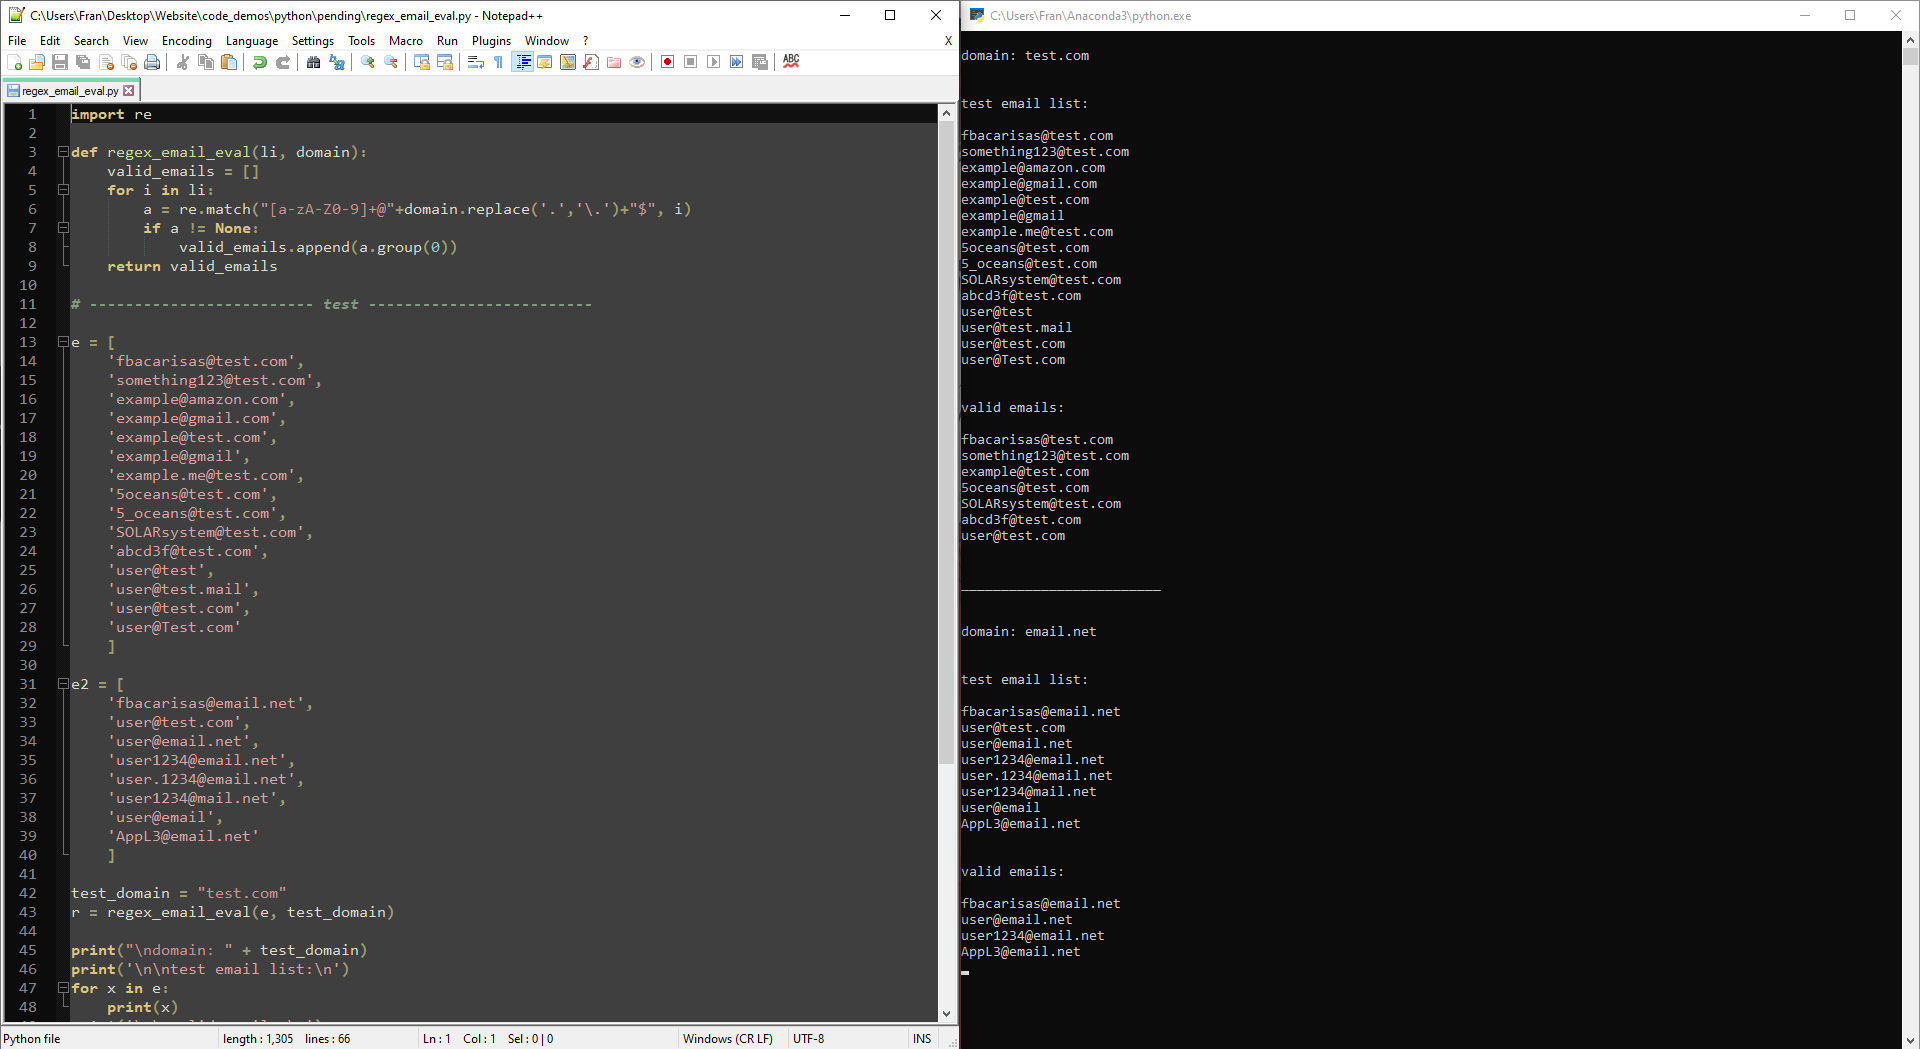 C:\Users\Fran\Desktop\Website\code_demos\python\pending\regex_email_eval.py - Notepad++
File Edit Search View Encoding Language Settings Tools Macro Run Plugins Window ? X
ABC
regex_email_eval.py
1 import re
2
3 def regex_email_eval(li, domain):
4     valid_emails = []
5     for i in li:
6         a = re.match("[a-zA-Z0-9]+@"+domain.replace('.','\.')+"$", i)
7         if a != None:
8             valid_emails.append(a.group(0))
9     return valid_emails
10
11 # ------------------------- test -------------------------
12
13 e = [
14     'fbacarisas@test.com',
15     'something123@test.com',
16     'example@amazon.com',
17     'example@gmail.com',
18     'example@test.com',
19     'example@gmail',
20     'example.me@test.com',
21     '5oceans@test.com',
22     '5_oceans@test.com',
23     'SOLARsystem@test.com',
24     'abcd3f@test.com',
25     'user@test',
26     'user@test.mail',
27     'user@test.com',
28     'user@Test.com'
29     ]
30
31 e2 = [
32     'fbacarisas@email.net',
33     'user@test.com',
34     'user@email.net',
35     'user1234@email.net',
36     'user.1234@email.net',
37     'user1234@mail.net',
38     'user@email',
39     'AppL3@email.net'
40     ]
41
42 test_domain = "test.com"
43 r = regex_email_eval(e, test_domain)
44
45 print("\ndomain: " + test_domain)
46 print('\n\ntest email list:\n')
47 for x in e:
48     print(x)
Python file length : 1,305 lines : 66 Ln : 1 Col : 1 Sel : 0 | 0 Windows (CR LF) UTF-8 INS
C:\Users\Fran\Anaconda3\python.exe
domain: test.com
test email list:
fbacarisas@test.com
something123@test.com
example@amazon.com
example@gmail.com
example@test.com
example@gmail
example.me@test.com
5oceans@test.com
5_oceans@test.com
SOLARsystem@test.com
abcd3f@test.com
user@test
user@test.mail
user@test.com
user@Test.com
valid emails:
fbacarisas@test.com
something123@test.com
example@test.com
5oceans@test.com
SOLARsystem@test.com
abcd3f@test.com
user@test.com
_________________________
domain: email.net
test email list:
fbacarisas@email.net
user@test.com
user@email.net
user1234@email.net
user.1234@email.net
user1234@mail.net
user@email
AppL3@email.net
valid emails:
fbacarisas@email.net
user@email.net
user1234@email.net
AppL3@email.net